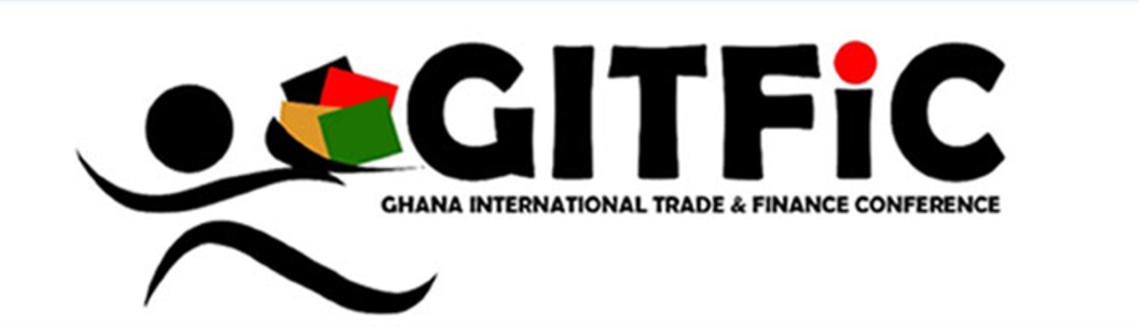 GITFiC
GHANA INTERNATIONAL TRADE & FINANCE CONFERENCE